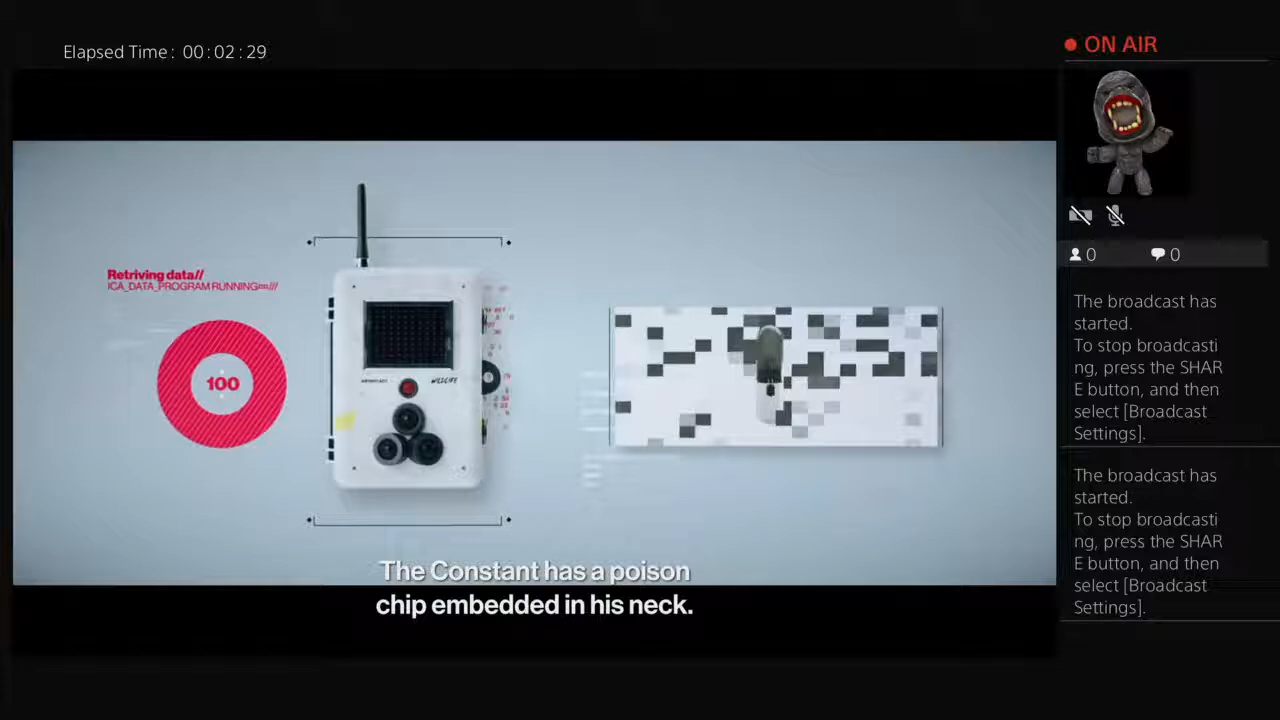 Elapsed Time: 00:02:29
ON AIR
0
0
Retriving data//
ICA_DATA_PROGRAM RUNNING
100
WILDLIFE
The Constant has a poison
chip embedded in his neck.
The broadcast has
started.
To stop broadcasti
ng, press the SHAR
E button, and then
select [Broadcast
Settings].
The broadcast has
started.
To stop broadcasti
ng, press the SHAR
E button, and then
select [Broadcast
Settings].